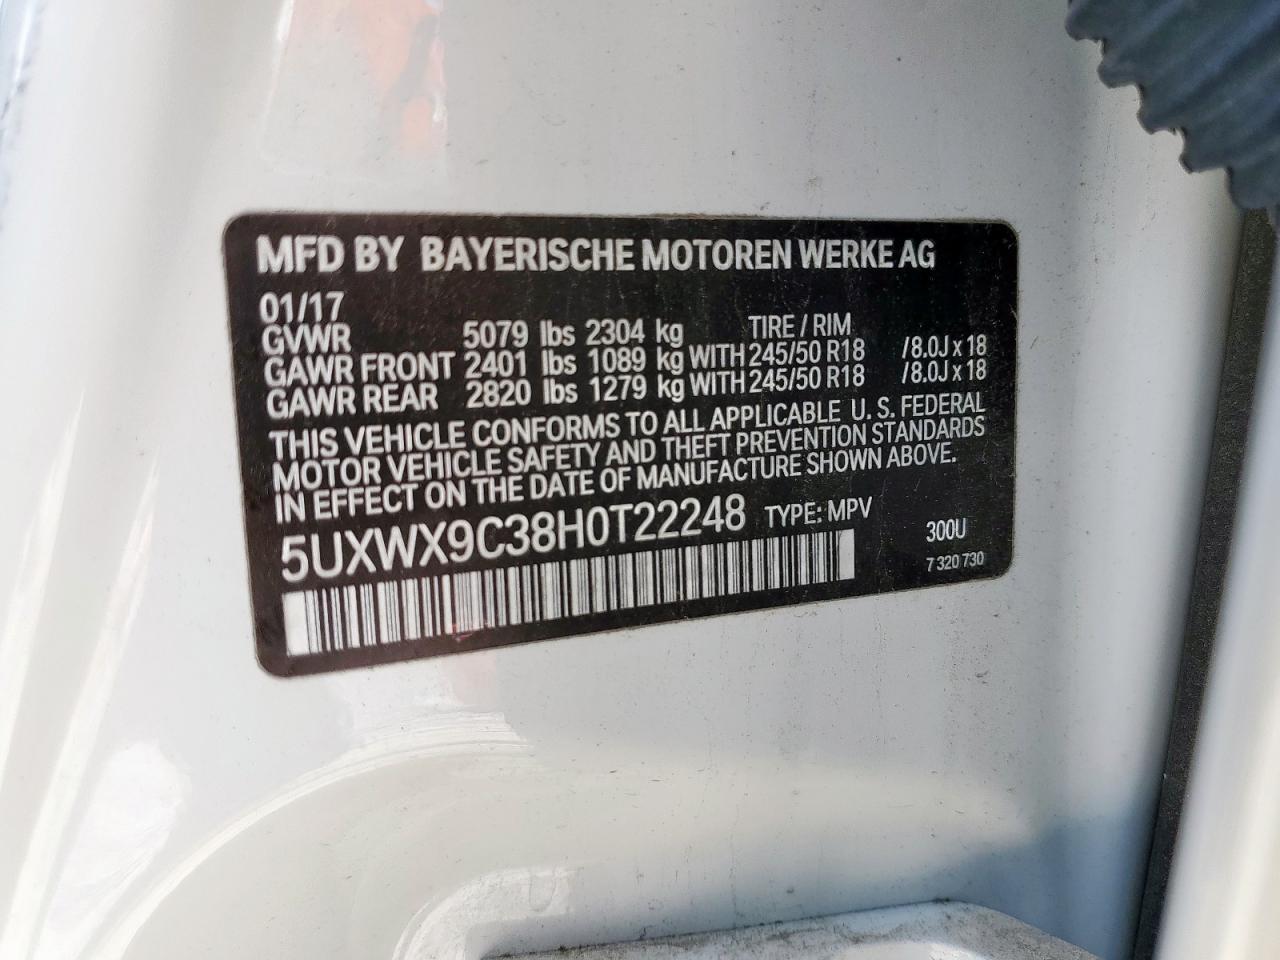 MFD BY BAYERISCHE MOTOREN WERKE AG
01/17
GVWR 5079 lbs 2304 kg TIRE / RIM
GAWR FRONT 2401 lbs 1089 kg WITH 245/50 R18 /8.0J x 18
GAWR REAR 2820 lbs 1279 kg WITH 245/50 R18 /8.0J x 18
THIS VEHICLE CONFORMS TO ALL APPLICABLE U. S. FEDERAL
MOTOR VEHICLE SAFETY AND THEFT PREVENTION STANDARDS
IN EFFECT ON THE DATE OF MANUFACTURE SHOWN ABOVE.
5UXWX9C38H0T22248 TYPE: MPV 300U
7 320 730